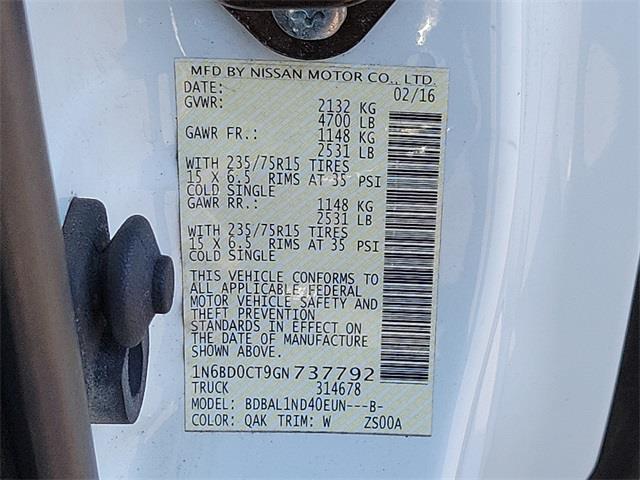 MFD BY NISSAN MOTOR CO., LTD.
DATE: 02/16
GVWR: 2132 KG
4700 LB
GAWR FR.: 1148 KG
2531 LB
WITH 235/75R15 TIRES
15 X 6.5 RIMS AT 35 PSI
COLD SINGLE
GAWR RR.: 1148 KG
2531 LB
WITH 235/75R15 TIRES
15 X 6.5 RIMS AT 35 PSI
COLD SINGLE
THIS VEHICLE CONFORMS TO
ALL APPLICABLE FEDERAL
MOTOR VEHICLE SAFETY AND
THEFT PREVENTION
STANDARDS IN EFFECT ON
THE DATE OF MANUFACTURE
SHOWN ABOVE.
1N6BD0CT9GN737792
TRUCK 314678
MODEL: BDBAL1ND40EUN---B-
COLOR: QAK TRIM: W ZS00A